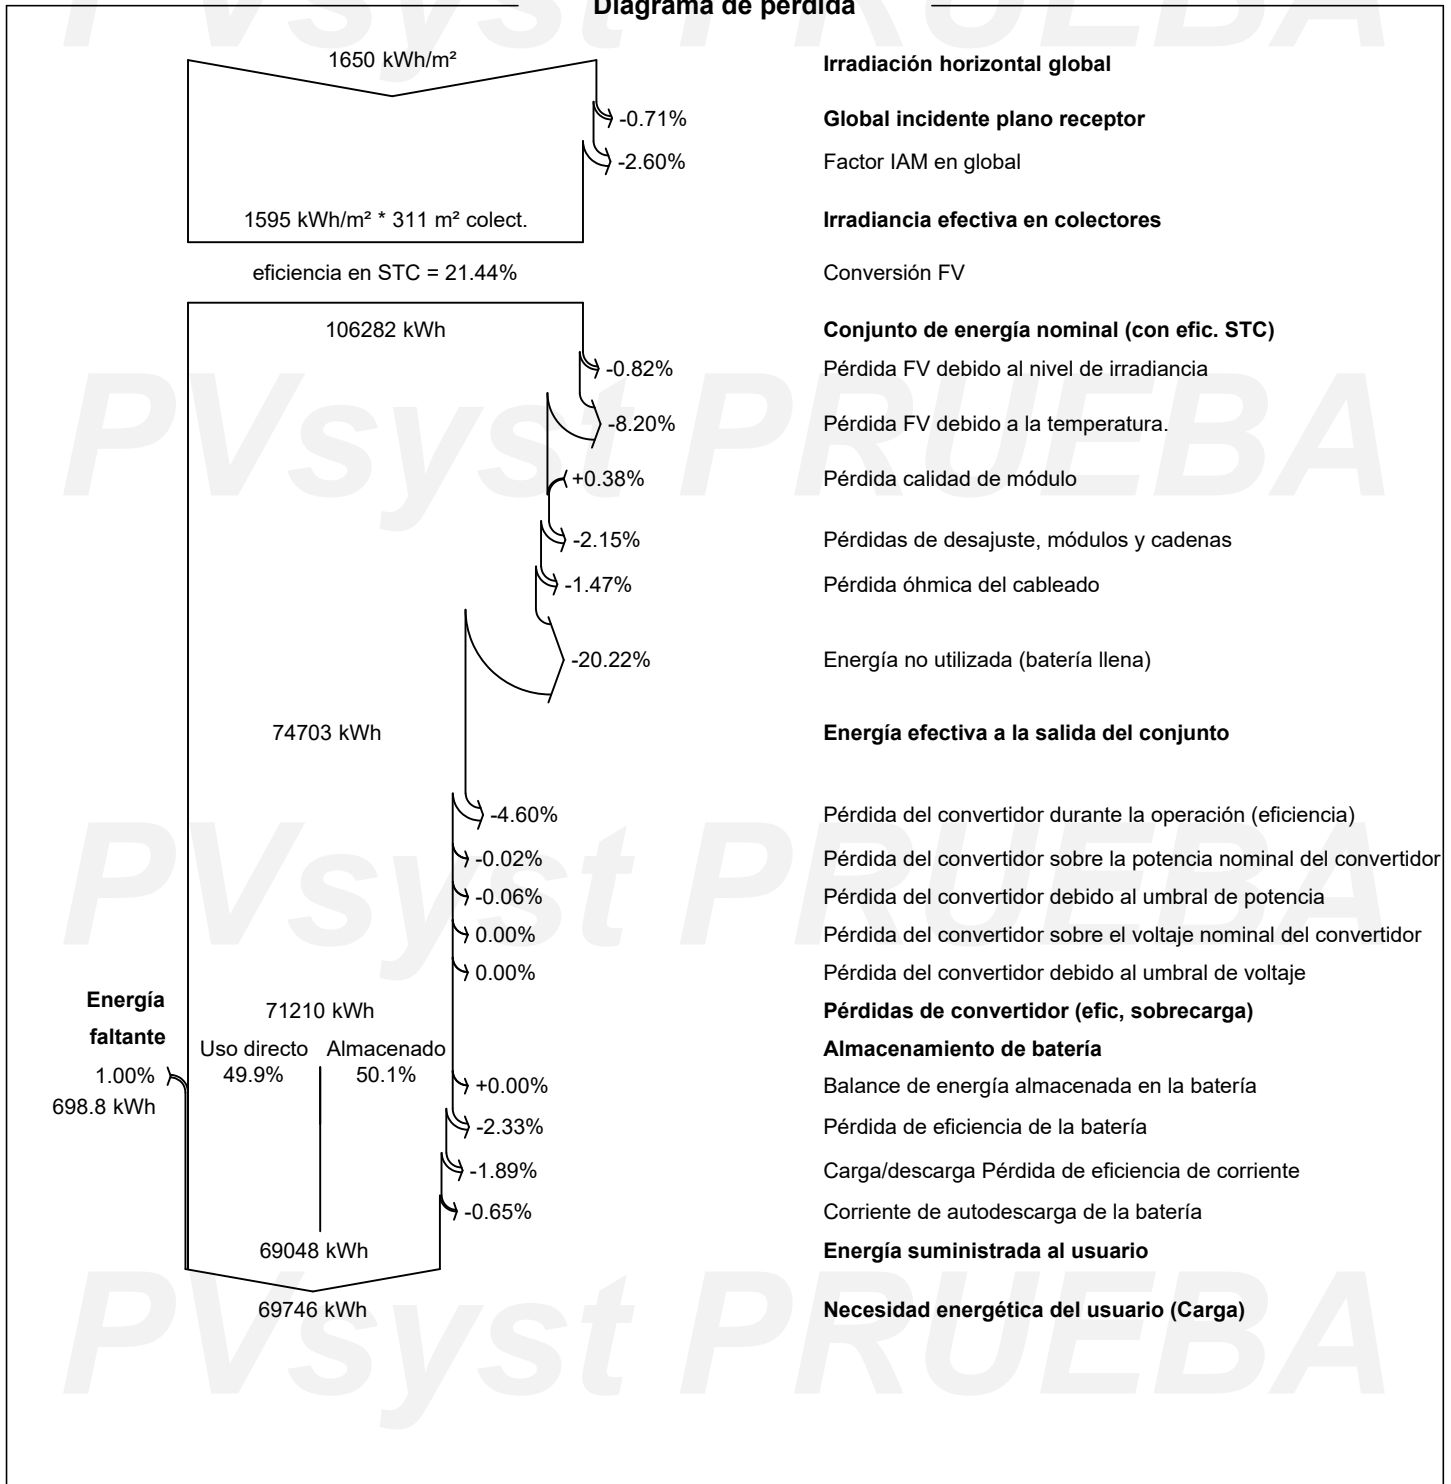 Diagrama de pérdida
1650 kWh/m² Irradiación horizontal global
-0.71% Global incidente plano receptor
-2.60% Factor IAM en global
1595 kWh/m² * 311 m² colect. Irradiancia efectiva en colectores
eficiencia en STC = 21.44% Conversión FV
106282 kWh Conjunto de energía nominal (con efic. STC)
-0.82% Pérdida FV debido al nivel de irradiancia
-8.20% Pérdida FV debido a la temperatura.
+0.38% Pérdida calidad de módulo
-2.15% Pérdidas de desajuste, módulos y cadenas
-1.47% Pérdida óhmica del cableado
-20.22% Energía no utilizada (batería llena)
74703 kWh Energía efectiva a la salida del conjunto
-4.60% Pérdida del convertidor durante la operación (eficiencia)
-0.02% Pérdida del convertidor sobre la potencia nominal del convertidor
-0.06% Pérdida del convertidor debido al umbral de potencia
0.00% Pérdida del convertidor sobre el voltaje nominal del convertidor
0.00% Pérdida del convertidor debido al umbral de voltaje
Energía
faltante
1.00%
698.8 kWh
71210 kWh Pérdidas de convertidor (efic, sobrecarga)
Uso directo Almacenado Almacenamiento de batería
49.9% 50.1% +0.00% Balance de energía almacenada en la batería
-2.33% Pérdida de eficiencia de la batería
-1.89% Carga/descarga Pérdida de eficiencia de corriente
-0.65% Corriente de autodescarga de la batería
69048 kWh Energía suministrada al usuario
69746 kWh Necesidad energética del usuario (Carga)
PVsyst PRUEBA
PVsyst PRUEBA
PVsyst PRUEBA
PVsyst PRUEBA